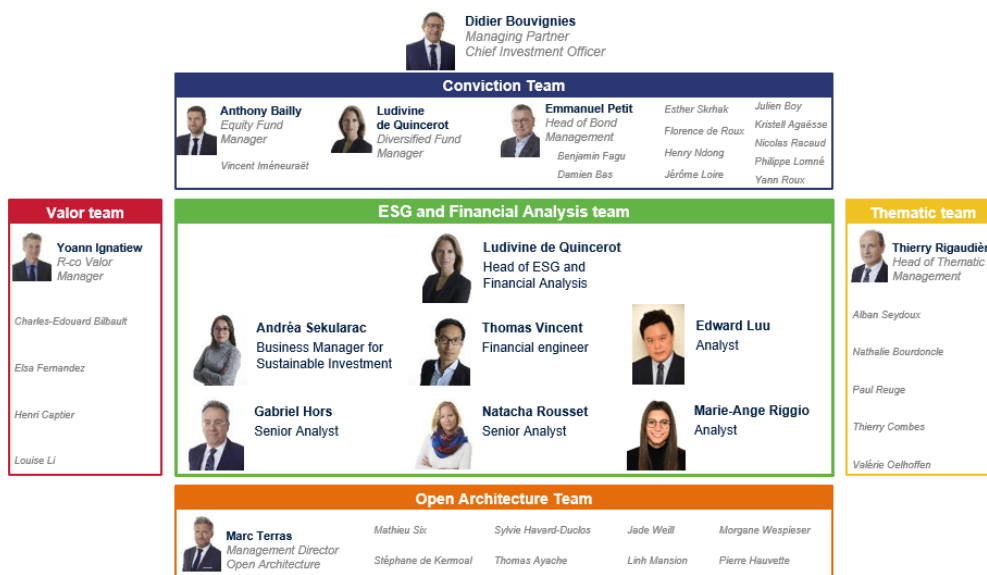 Didier Bouvignies
Managing Partner
Chief Investment Officer
Conviction Team
Anthony Bailly
Equity Fund
Manager
Vincent Iméneuraët
Ludivine
de Quincerot
Diversified Fund
Manager
Emmanuel Petit
Head of Bond
Management
Benjamin Fagu
Damien Bas
Esther Skrhak
Florence de Roux
Henry Ndong
Jérôme Loire
Julien Boy
Kristell Agaësse
Nicolas Racaud
Philippe Lomné
Yann Roux
Valor team
Yoann Ignatiew
R-co Valor
Manager
Charles-Edouard Bilbault
Elsa Fernandez
Henri Captier
Louise Li
ESG and Financial Analysis team
Ludivine de Quincerot
Head of ESG and
Financial Analysis
Andréa Sekularac
Business Manager for
Sustainable Investment
Thomas Vincent
Financial engineer
Edward Luu
Analyst
Gabriel Hors
Senior Analyst
Natacha Rousset
Senior Analyst
Marie-Ange Riggio
Analyst
Thematic team
Thierry Rigaudièr
Head of Thematic
Management
Alban Seydoux
Nathalie Bourdoncle
Paul Reuge
Thierry Combes
Valérie Oelhoffen
Open Architecture Team
Marc Terras
Management Director
Open Architecture
Mathieu Six
Stéphane de Kermoal
Sylvie Havard-Duclos
Thomas Ayache
Jade Weill
Linh Mansion
Morgane Wespieser
Pierre Hauvette